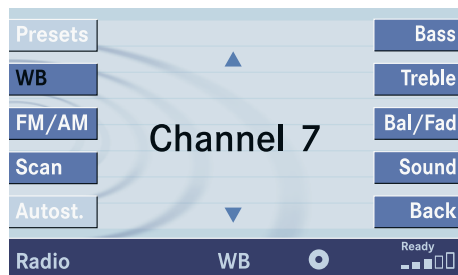 Presets
Bass
WB
Treble
FM/AM
Bal/Fad
Channel 7
Scan
Sound
Autost.
Back
Radio
WB
Ready